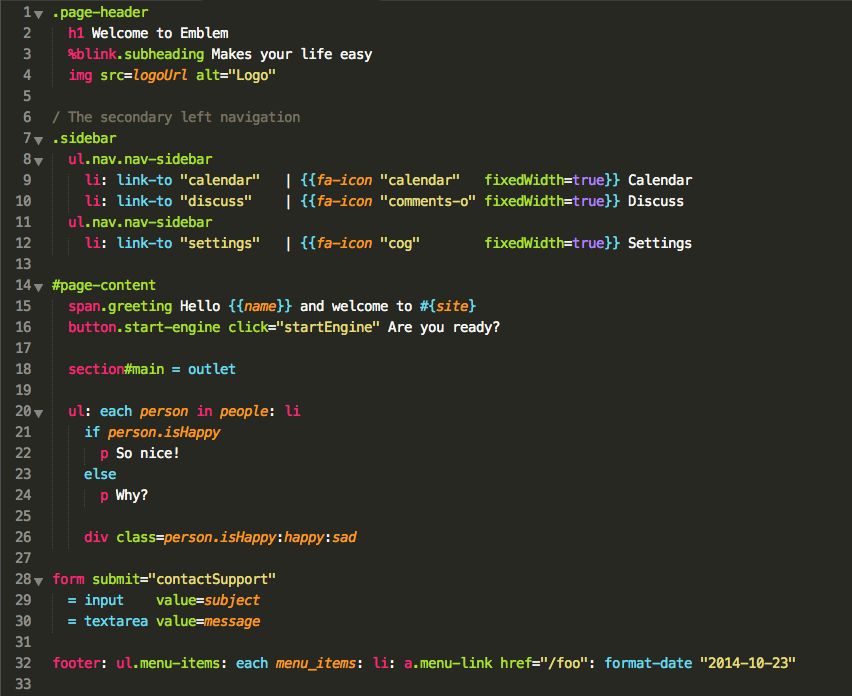 1 .page-header
2 h1 Welcome to Emblem
3 %blink.subheading Makes your life easy
4 img src=logoUrl alt="Logo"
5
6 / The secondary left navigation
7 .sidebar
8 ul.nav.nav-sidebar
9 li: link-to "calendar" | {{fa-icon "calendar" fixedWidth=true}} Calendar
10 li: link-to "discuss" | {{fa-icon "comments-o" fixedWidth=true}} Discuss
11 ul.nav.nav-sidebar
12 li: link-to "settings" | {{fa-icon "cog" fixedWidth=true}} Settings
13
14 #page-content
15 span.greeting Hello {{name}} and welcome to #{site}
16 button.start-engine click="startEngine" Are you ready?
17
18 section#main = outlet
19
20 ul: each person in people: li
21 if person.isHappy
22 p So nice!
23 else
24 p Why?
25
26 div class=person.isHappy:happy:sad
27
28 form submit="contactSupport"
29 = input value=subject
30 = textarea value=message
31
32 footer: ul.menu-items: each menu_items: li: a.menu-link href="/foo": format-date "2014-10-23"
33